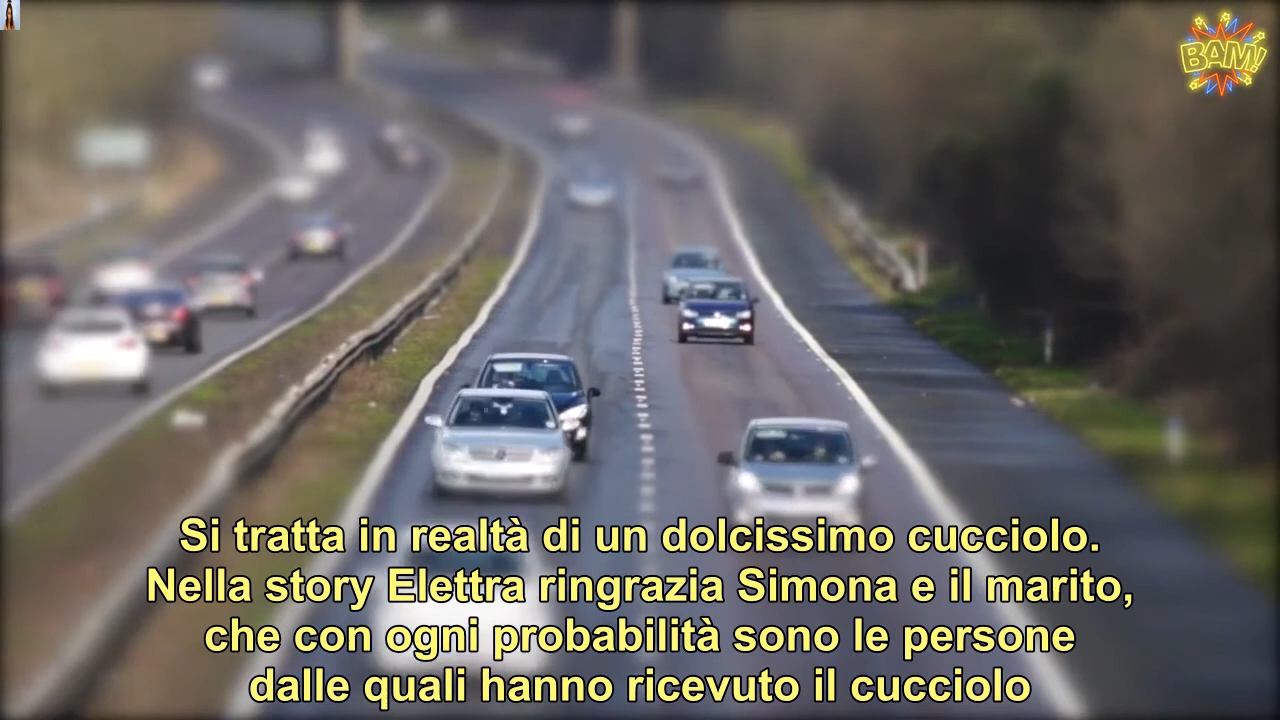 BAM!
Si tratta in realtà di un dolcissimo cucciolo.
Nella story Elettra ringrazia Simona e il marito,
che con ogni probabilità sono le persone
dalle quali hanno ricevuto il cucciolo